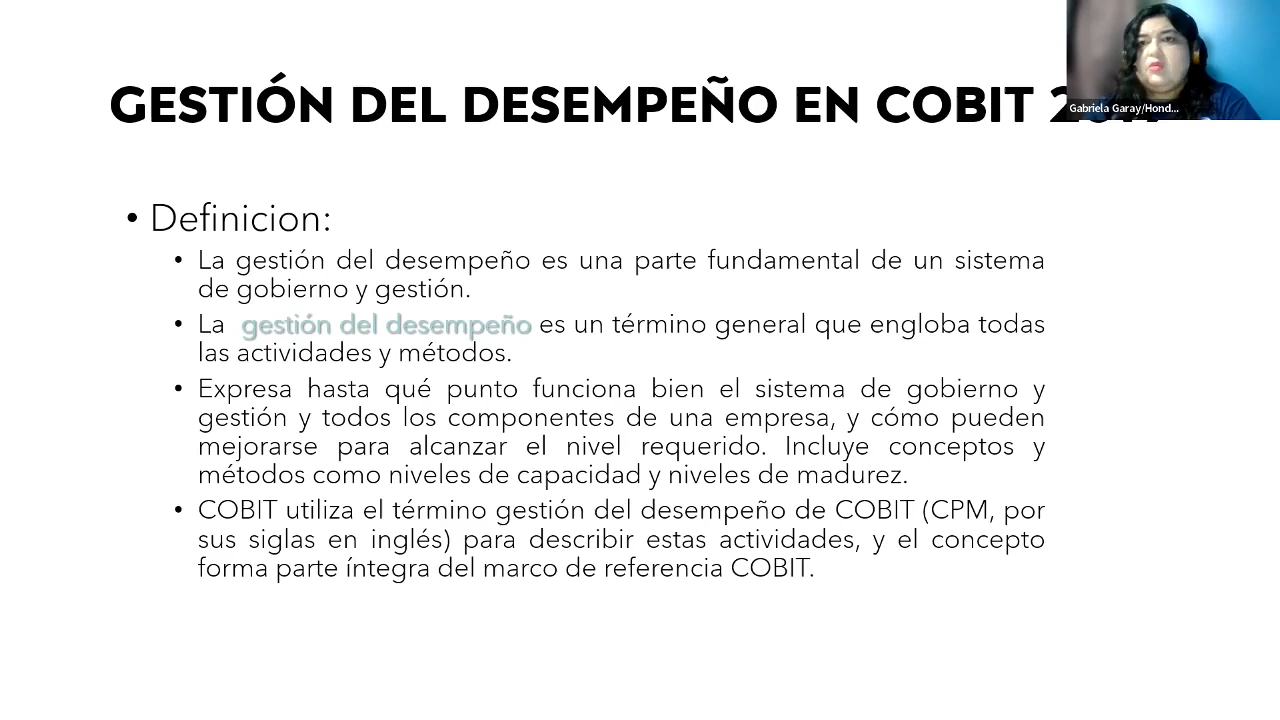 GESTIÓN DEL DESEMPEÑO EN COBIT
Gabriela Garay/Hond...
• Definicion:
• La gestión del desempeño es una parte fundamental de un sistema
de gobierno y gestión.
• La gestión del desempeño es un término general que engloba todas
las actividades y métodos.
• Expresa hasta qué punto funciona bien el sistema de gobierno y
gestión y todos los componentes de una empresa, y cómo pueden
mejorarse para alcanzar el nivel requerido. Incluye conceptos y
métodos como niveles de capacidad y niveles de madurez.
• COBIT utiliza el término gestión del desempeño de COBIT (CPM, por
sus siglas en inglés) para describir estas actividades, y el concepto
forma parte íntegra del marco de referencia COBIT.